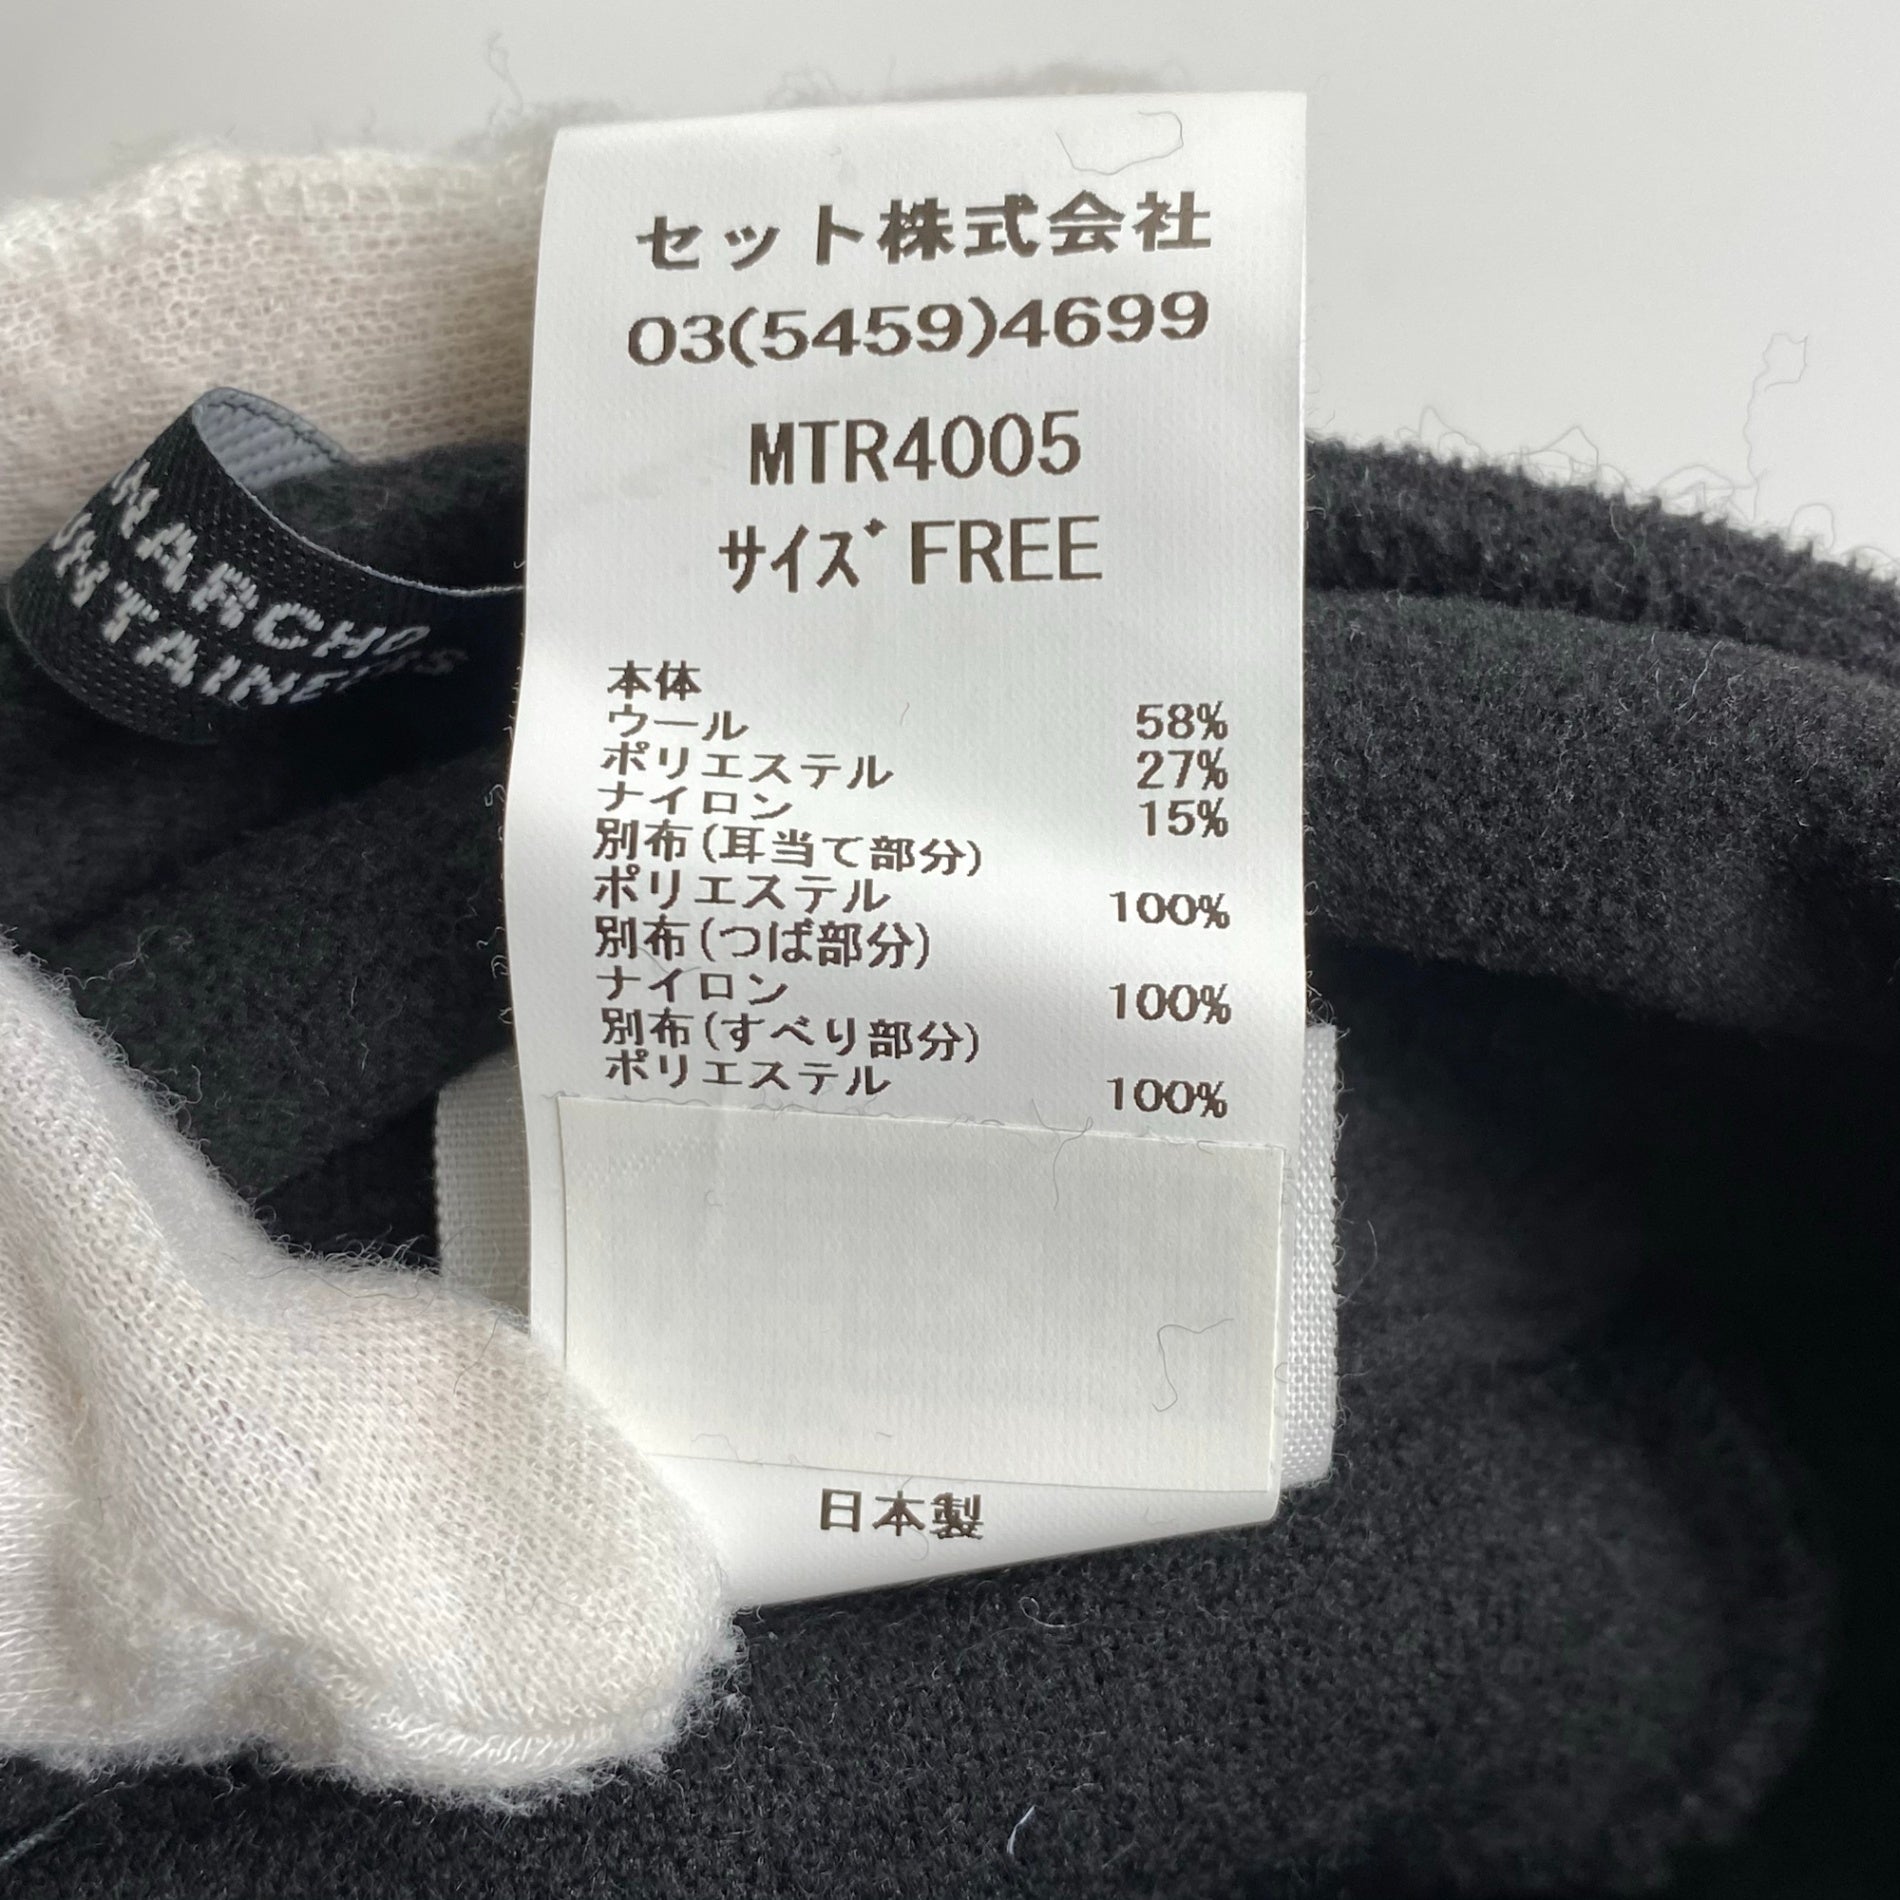 セット株式会社
03(5459)4699
MTR4005
サイズ FREE
本体
ウール 58%
ポリエステル 27%
ナイロン 15%
別布(耳当て部分)
ポリエステル 100%
別布(つば部分)
ナイロン 100%
別布(すべり部分)
ポリエステル 100%
日本製